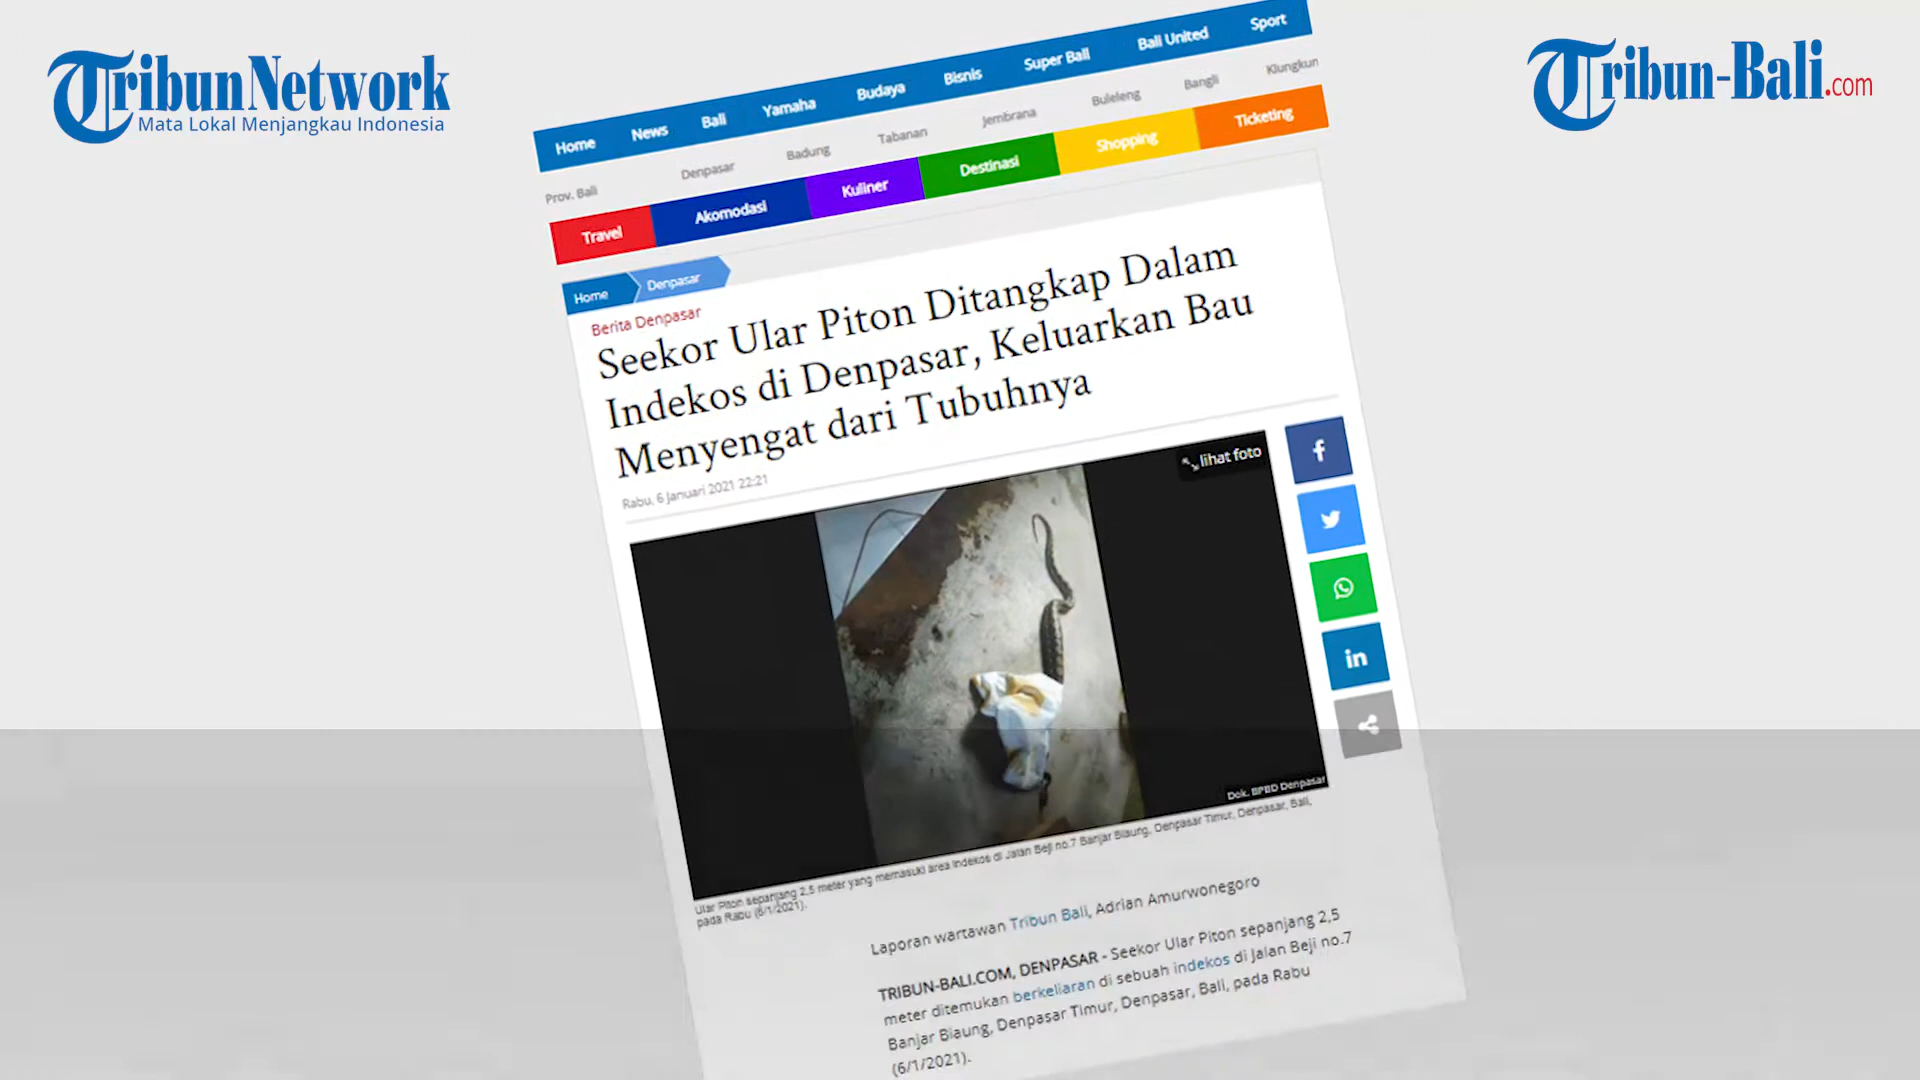 Tribun Network
Mata Lokal Menjangkau Indonesia
Tribun-Bali.com
Home News Bali Yamaha Budaya Bisnis Super Ball Bali United Sport
Prov. Bali Denpasar Badung Tabanan Jembrana Buleleng Bangli Klungkun
Travel Akomodasi Kuliner Destinasi Shopping Ticketing
Home Denpasar
Berita Denpasar
Seekor Ular Piton Ditangkap Dalam
Indekos di Denpasar, Keluarkan Bau
Menyengat dari Tubuhnya
Rabu, 6 Januari 2021 22:21
lihat foto
Dok. BPBD Denpasar
Ular Piton sepanjang 2,5 meter yang memasuki area indekos di Jalan Beji no.7 Banjar Biaung, Denpasar Timur, Denpasar, Bali,
pada Rabu (6/1/2021).
Laporan wartawan Tribun Bali, Adrian Amurwonegoro
TRIBUN-BALI.COM, DENPASAR - Seekor Ular Piton sepanjang 2,5
meter ditemukan berkeliaran di sebuah indekos di Jalan Beji no.7
Banjar Biaung, Denpasar Timur, Denpasar, Bali, pada Rabu
(6/1/2021).